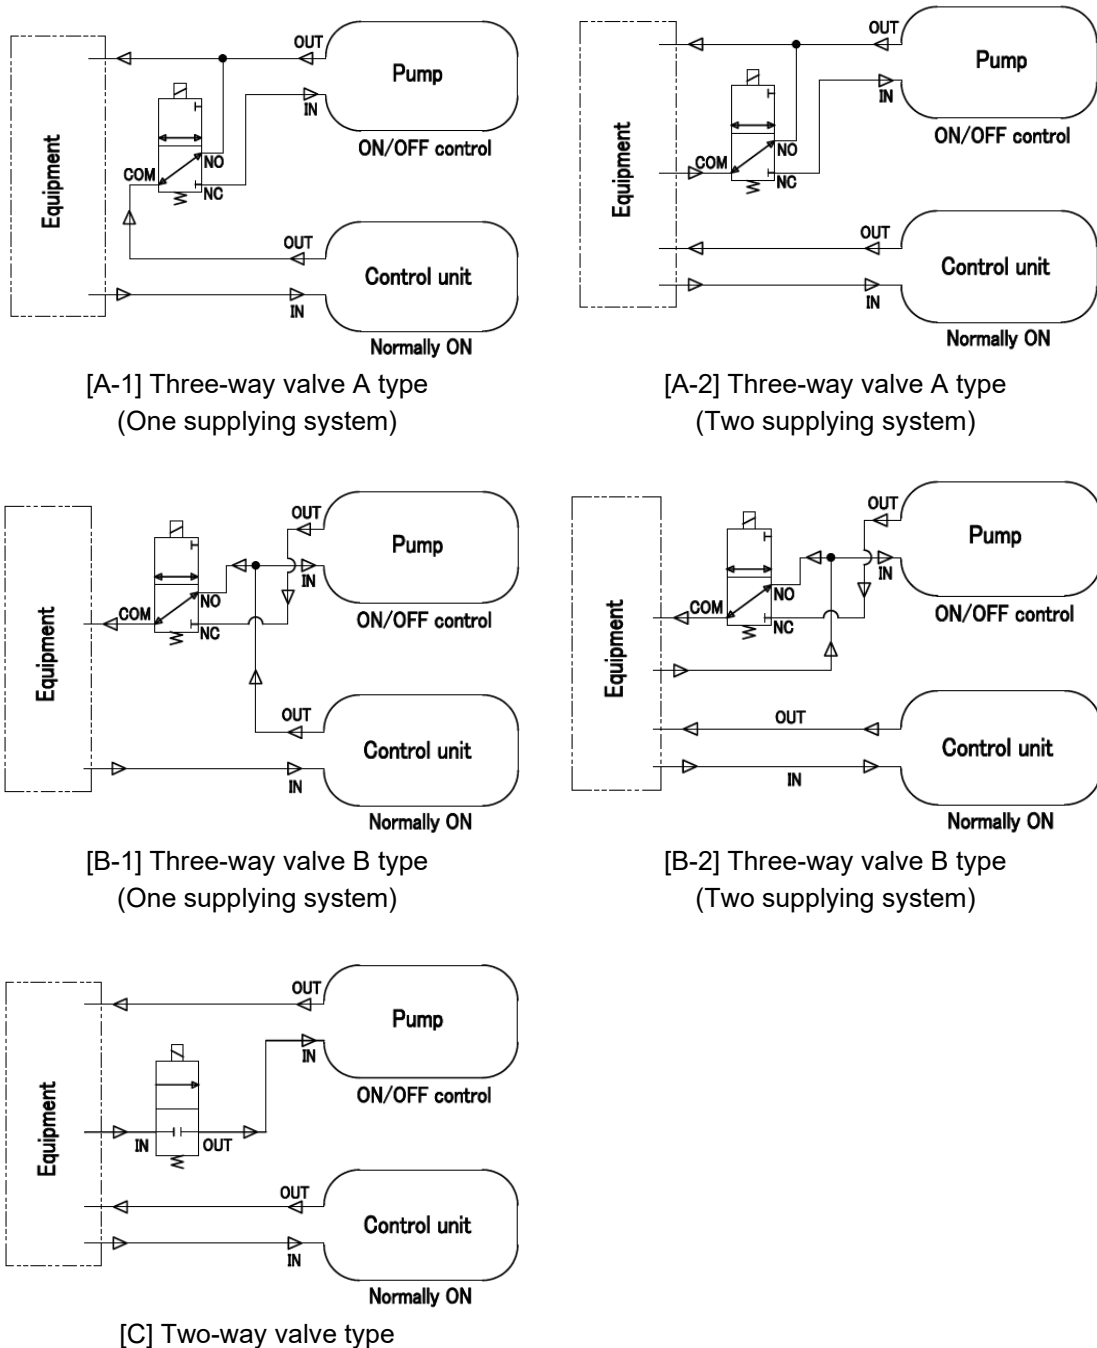 OUT
Pump
IN
ON/OFF control
Equipment
NO
COM
NC
OUT
Control unit
IN
Normally ON
[A-1] Three-way valve A type
(One supplying system)
OUT
Pump
IN
ON/OFF control
Equipment
NO
COM
NC
OUT
Control unit
IN
Normally ON
[A-2] Three-way valve A type
(Two supplying system)
OUT
Pump
IN
ON/OFF control
Equipment
NO
COM
NC
OUT
Control unit
IN
Normally ON
[B-1] Three-way valve B type
(One supplying system)
OUT
Pump
IN
ON/OFF control
Equipment
NO
COM
NC
OUT
Control unit
IN
Normally ON
[B-2] Three-way valve B type
(Two supplying system)
OUT
Pump
IN
ON/OFF control
Equipment
IN
OUT
OUT
Control unit
IN
Normally ON
[C] Two-way valve type